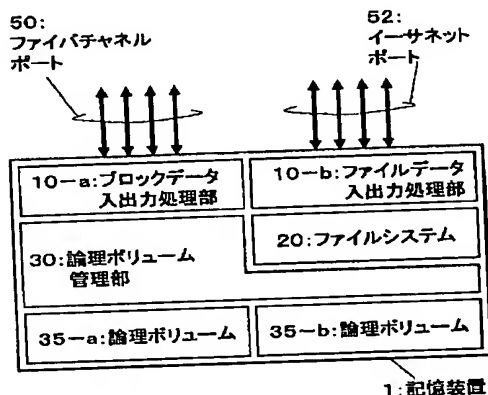 50:
ファイバチャネル
ポート
52:
イーサネット
ポート
10-a:ブロックデータ
入出力処理部
10-b:ファイルデータ
入出力処理部
30:論理ボリューム
管理部
20:ファイルシステム
35-a:論理ボリューム
35-b:論理ボリューム
1:記憶装置